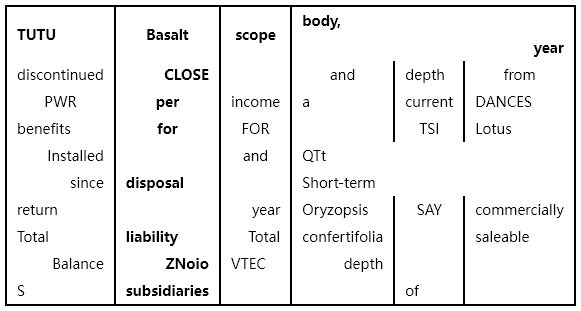 TUTU Basalt scope body,
year
discontinued CLOSE and depth from
PWR per income a current DANCES
benefits for FOR TSI Lotus
Installed and QTt
since disposal Short-term
return year Oryzopsis SAY commercially
Total liability Total confertifolia saleable
Balance ZNoio VTEC depth
S subsidiaries of